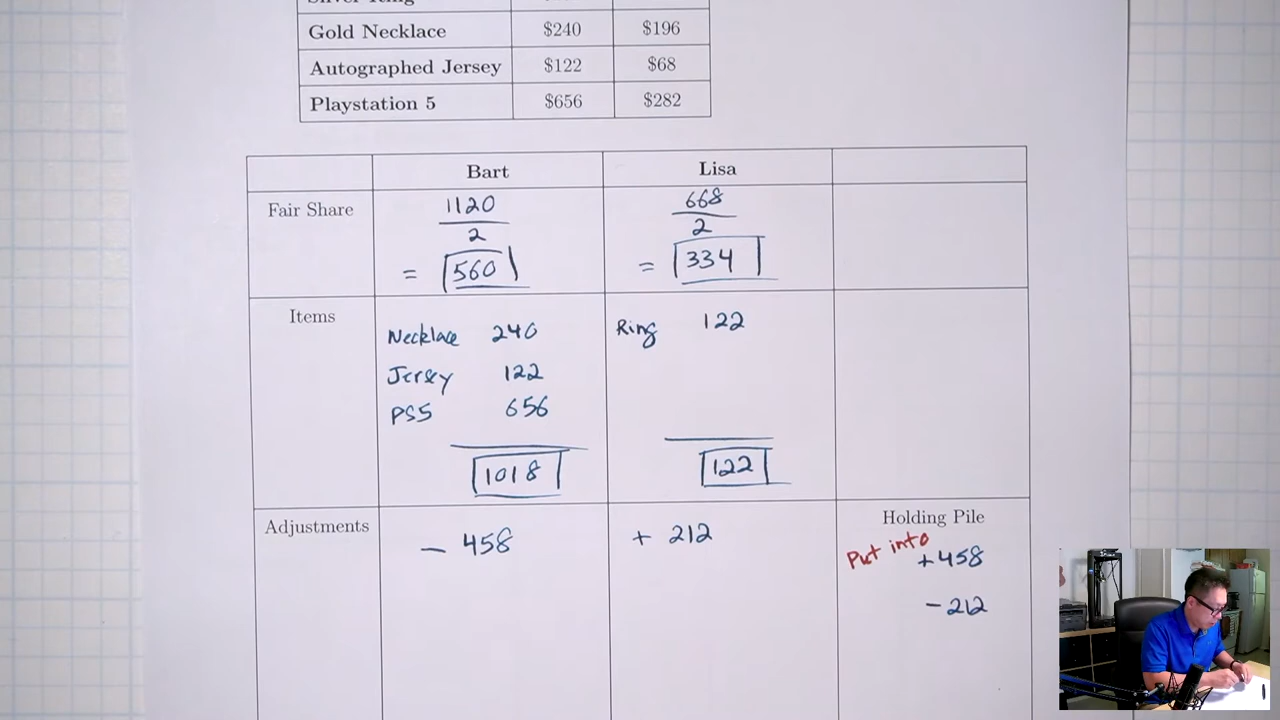 Gold Necklace $240 $196
Autographed Jersey $122 $68
Playstation 5 $656 $282
Bart Lisa
Fair Share 1120 668
2 2
= 560 = 334
Items
Necklace 240 Ring 122
Jersey 122
PS5 656
1018 122
Adjustments - 458 + 212 Holding Pile
Put into +458
- 212